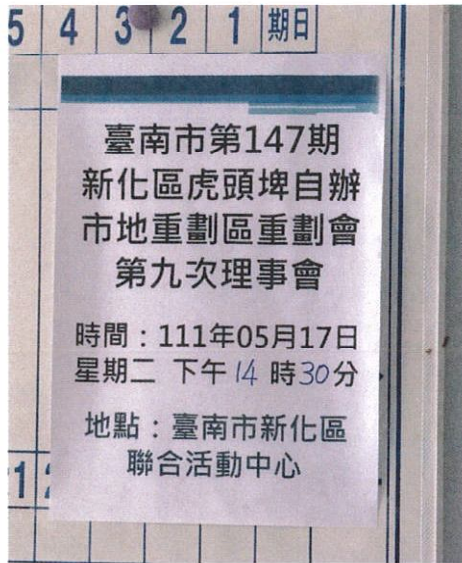 5 4 3 2 1 期日
臺南市第147期
新化區虎頭埤自辦
市地重劃區重劃會
第九次理事會
時間：111年05月17日
星期二 下午 14 時30分
地點：臺南市新化區
聯合活動中心